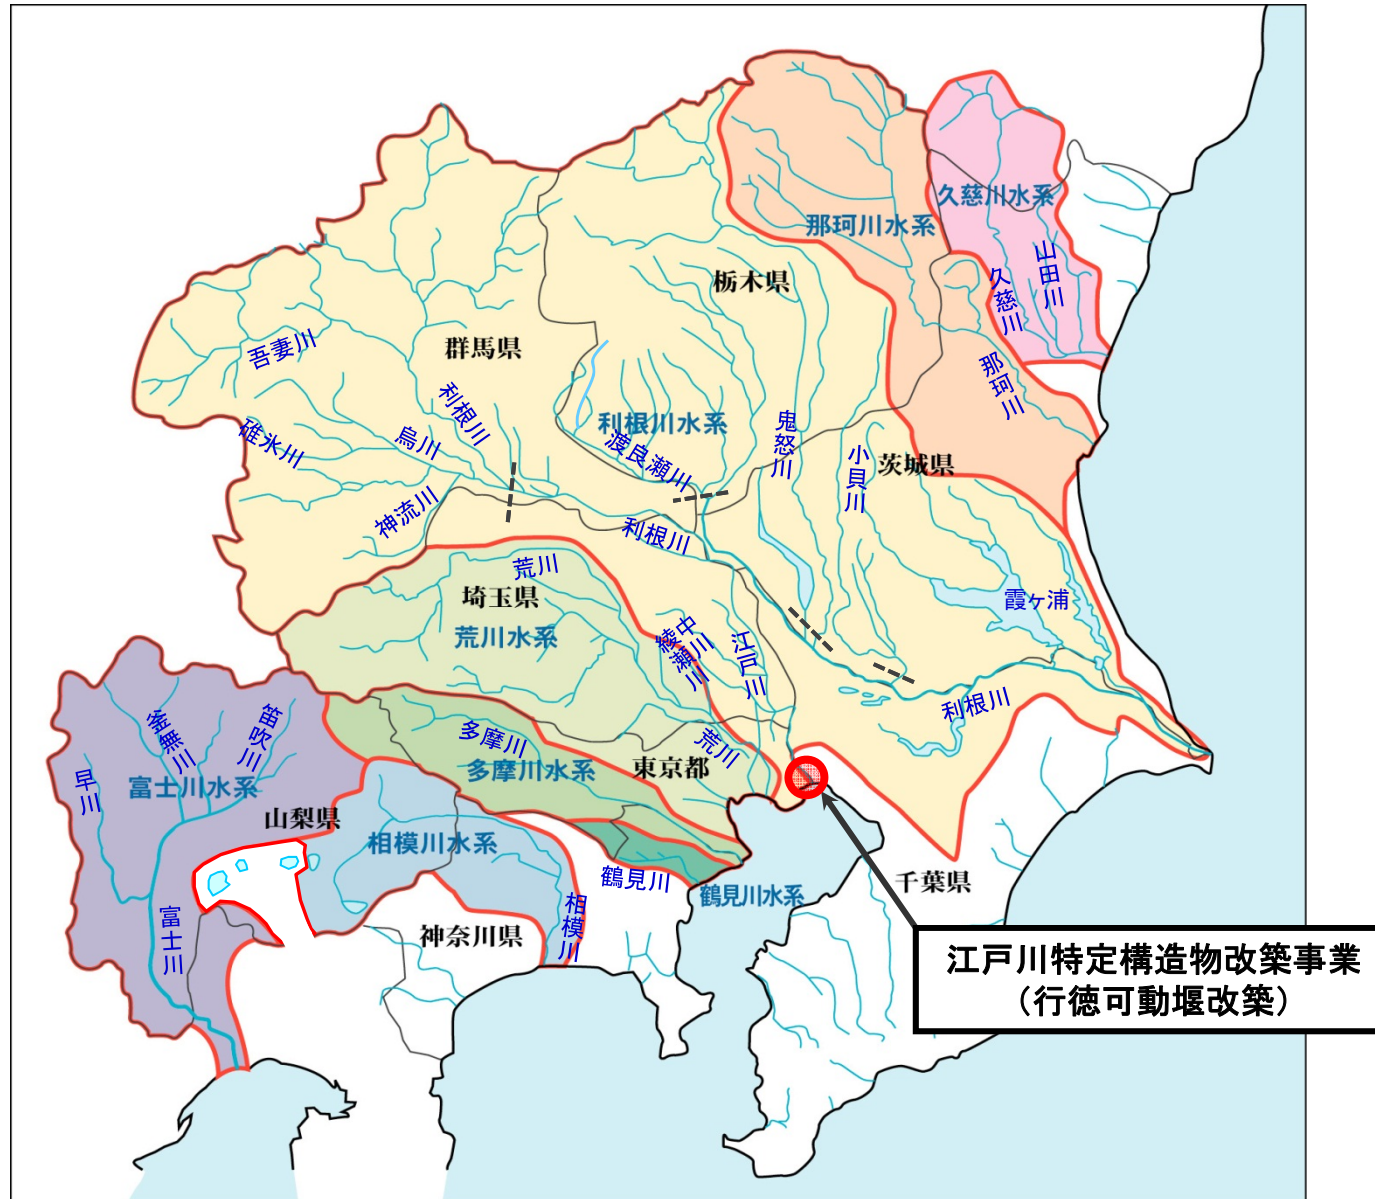 久慈川水系
那珂川水系
山田川
久慈川
栃木県
吾妻川
群馬県
那珂川
利根川
利根川水系
鬼怒川
碓氷川
烏川
渡良瀬川
小貝川
茨城県
神流川
利根川
荒川
埼玉県
荒川水系
霞ヶ浦
綾瀬川
中川
江戸川
利根川
釜無川
笛吹川
多摩川
荒川
早川
富士川水系
多摩川水系
東京都
山梨県
相模川水系
鶴見川
鶴見川水系
千葉県
富士川
神奈川県
相模川
江戸川特定構造物改築事業
（行徳可動堰改築）